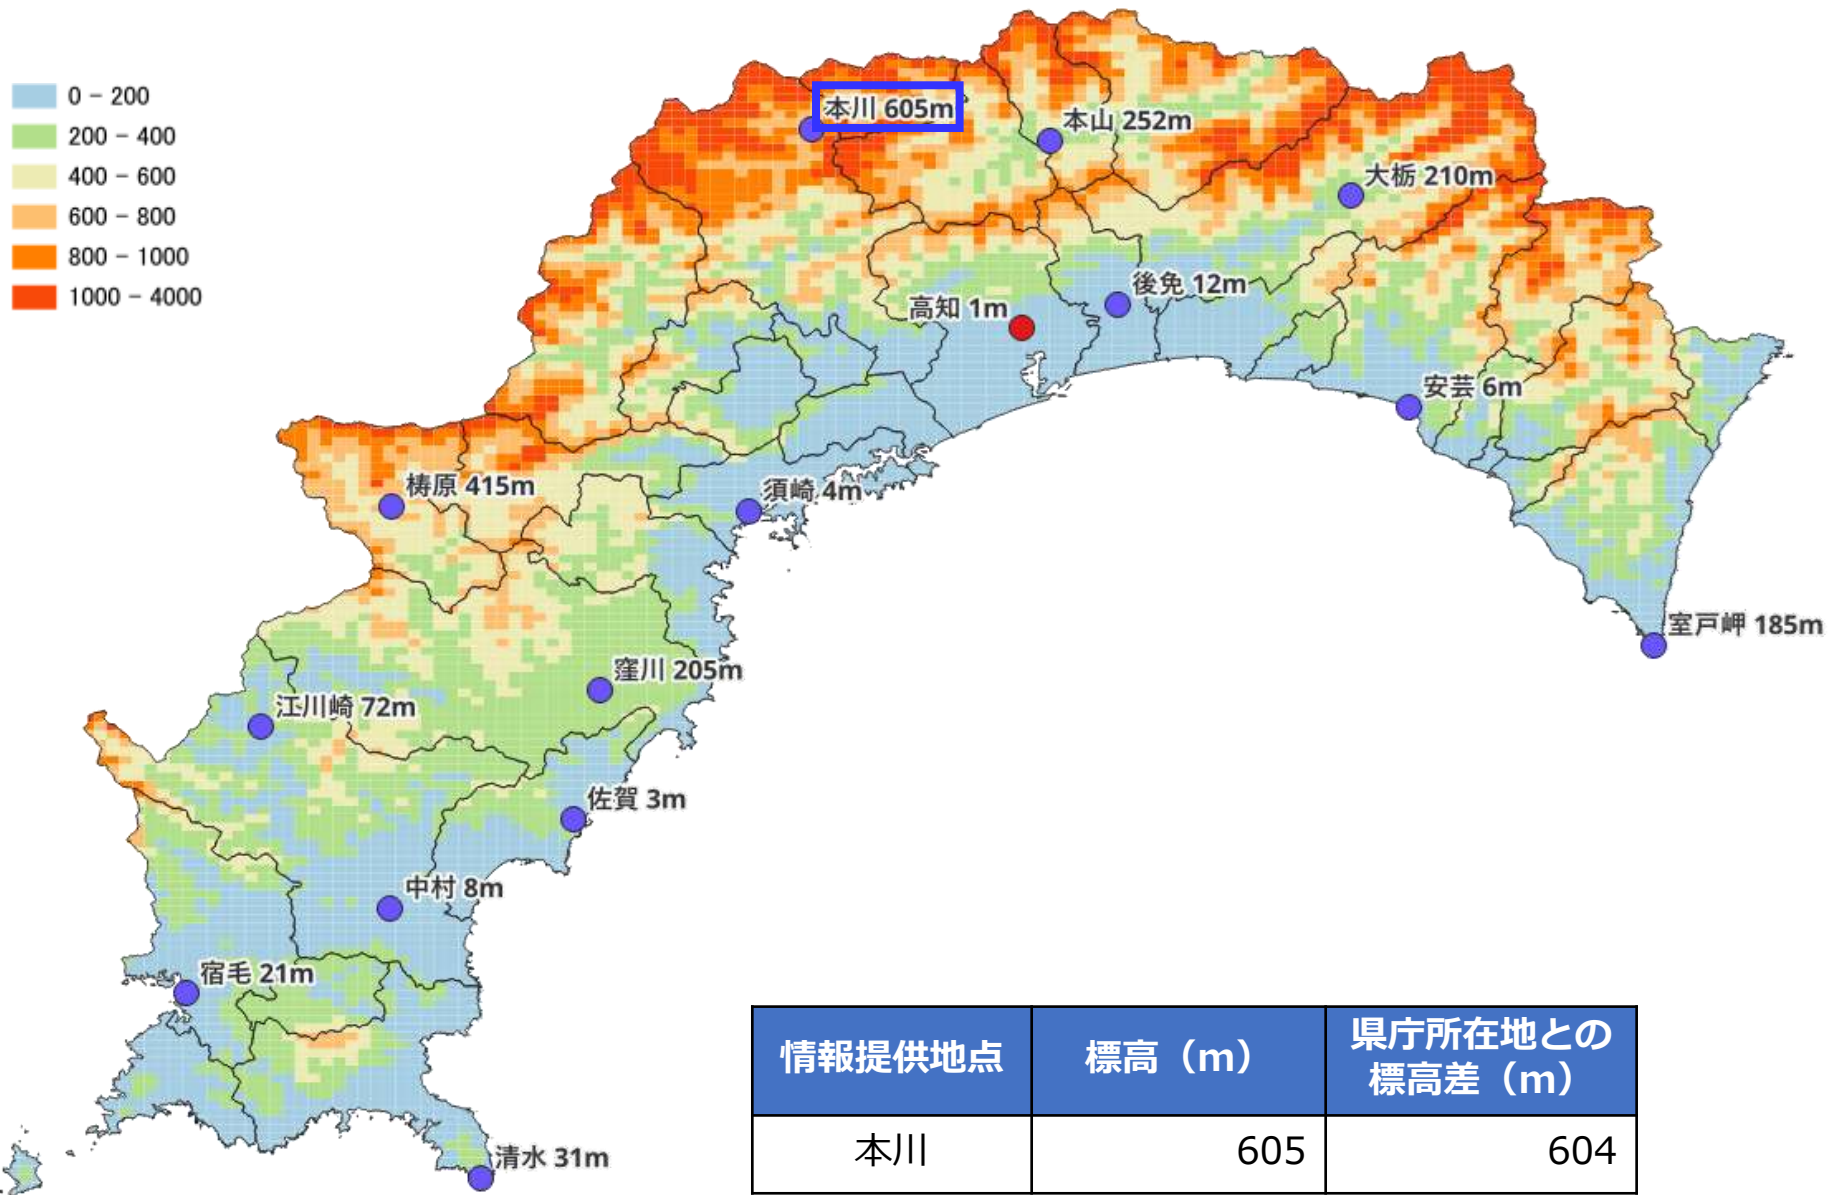 0 − 200
200 − 400
400 − 600
600 − 800
800 − 1000
1000 − 4000
本川 605m
本山 252m
大栃 210m
後免 12m
高知 1m
安芸 6m
梼原 415m
須崎 4m
室戸岬 185m
窪川 205m
江川崎 72m
佐賀 3m
中村 8m
宿毛 21m
清水 31m
情報提供地点
標高（m）
県庁所在地との
標高差（m）
本川
605
604